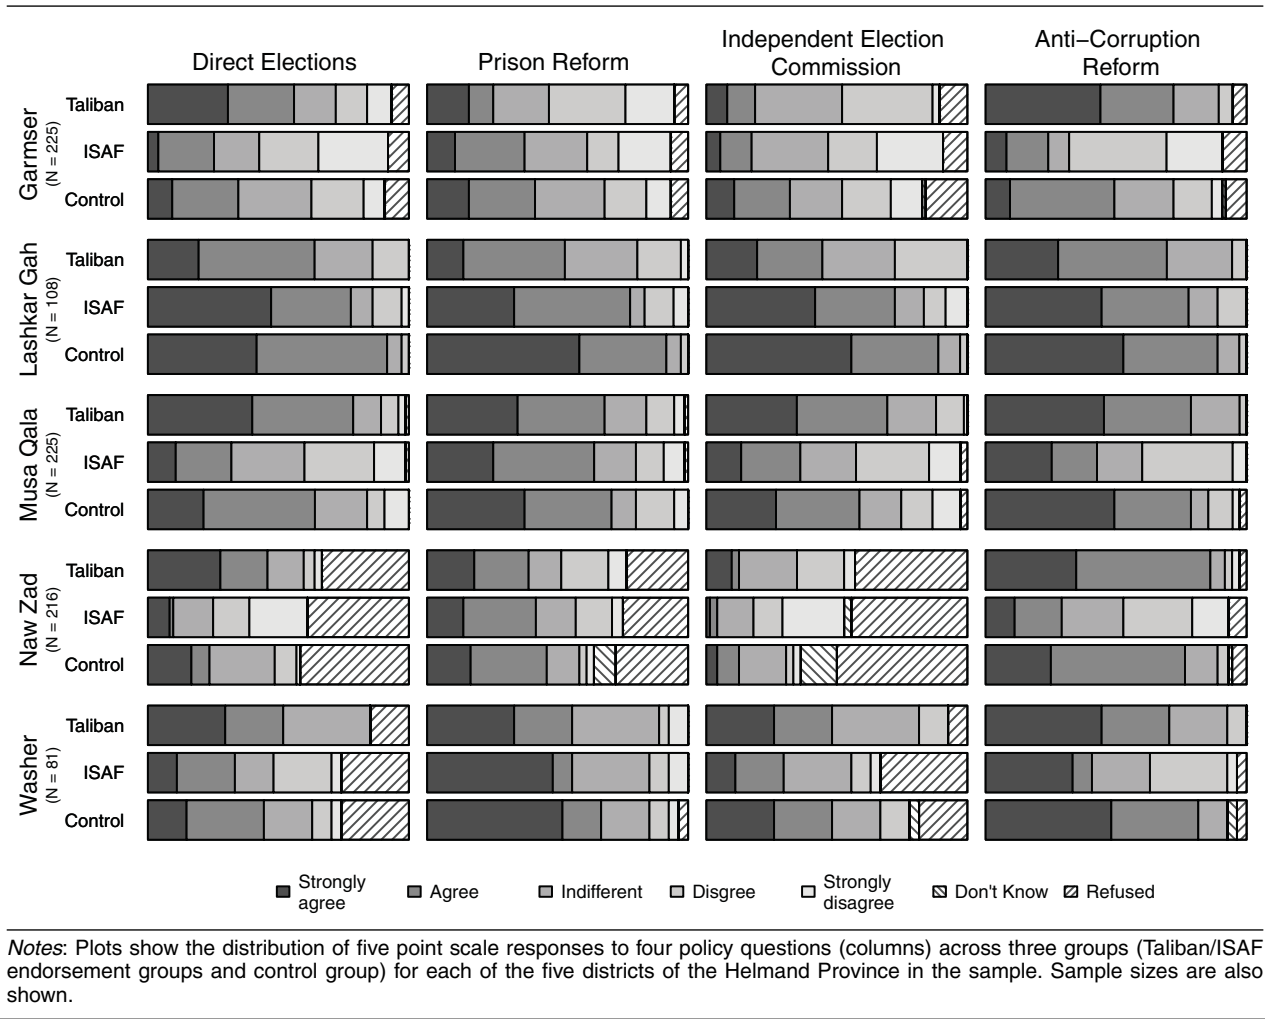 Direct Elections
Prison Reform
Independent Election
Commission
Anti−Corruption
Reform
Garmser
(N = 225)
Taliban
ISAF
Control
Lashkar Gah
(N = 108)
Taliban
ISAF
Control
Musa Qala
(N = 225)
Taliban
ISAF
Control
Naw Zad
(N = 216)
Taliban
ISAF
Control
Washer
(N = 81)
Taliban
ISAF
Control
Strongly
agree
Agree
Indifferent
Disgree
Strongly
disagree
Don't Know
Refused
Notes: Plots show the distribution of five point scale responses to four policy questions (columns) across three groups (Taliban/ISAF
endorsement groups and control group) for each of the five districts of the Helmand Province in the sample. Sample sizes are also
shown.